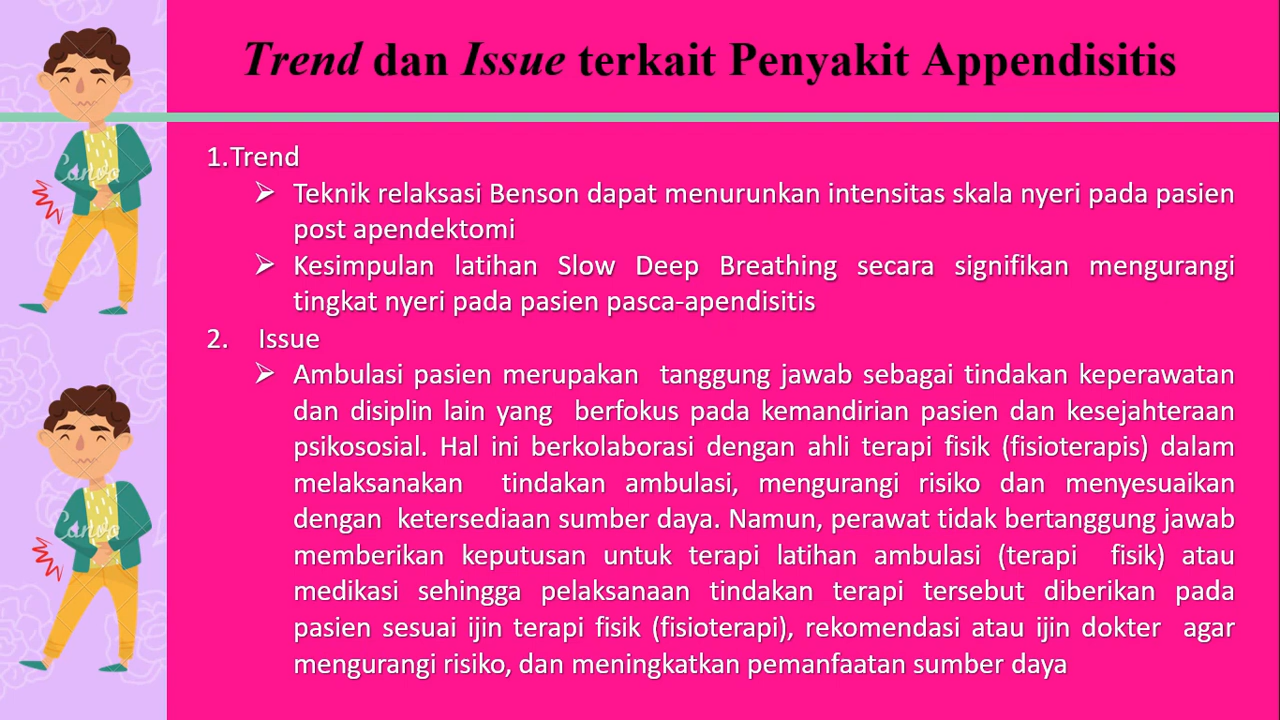 Trend dan Issue terkait Penyakit Appendisitis
1.Trend
➢ Teknik relaksasi Benson dapat menurunkan intensitas skala nyeri pada pasien
post apendektomi
➢ Kesimpulan latihan Slow Deep Breathing secara signifikan mengurangi
tingkat nyeri pada pasien pasca-apendisitis
2. Issue
➢ Ambulasi pasien merupakan tanggung jawab sebagai tindakan keperawatan
dan disiplin lain yang berfokus pada kemandirian pasien dan kesejahteraan
psikososial. Hal ini berkolaborasi dengan ahli terapi fisik (fisioterapis) dalam
melaksanakan tindakan ambulasi, mengurangi risiko dan menyesuaikan
dengan ketersediaan sumber daya. Namun, perawat tidak bertanggung jawab
memberikan keputusan untuk terapi latihan ambulasi (terapi fisik) atau
medikasi sehingga pelaksanaan tindakan terapi tersebut diberikan pada
pasien sesuai ijin terapi fisik (fisioterapi), rekomendasi atau ijin dokter agar
mengurangi risiko, dan meningkatkan pemanfaatan sumber daya
Canva
Canva